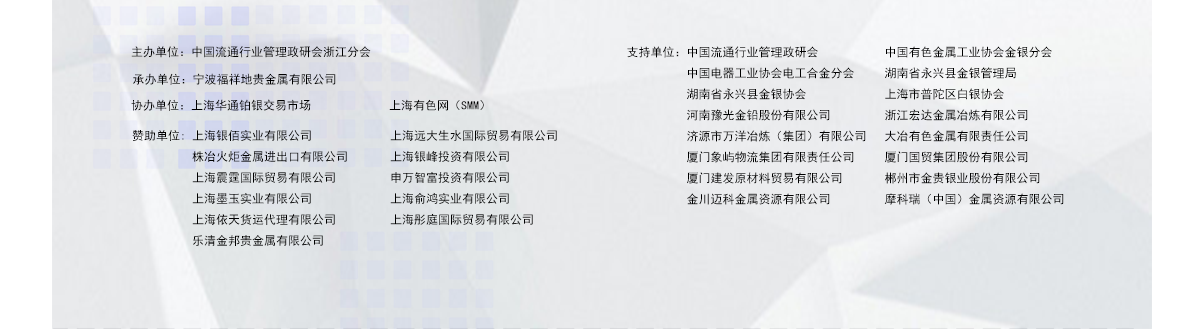 主办单位：中国流通行业管理政研会浙江分会
承办单位：宁波福祥地贵金属有限公司
协办单位：上海华通铂银交易市场 上海有色网（SMM）
赞助单位：上海银佰实业有限公司 上海远大生水国际贸易有限公司
株冶火炬金属进出口有限公司 上海银峰投资有限公司
上海震霆国际贸易有限公司 申万智富投资有限公司
上海墨玉实业有限公司 上海俞鸿实业有限公司
上海依天货运代理有限公司 上海彤庭国际贸易有限公司
乐清金邦贵金属有限公司
支持单位：中国流通行业管理政研会 中国有色金属工业协会金银分会
中国电器工业协会电工合金分会 湖南省永兴县金银管理局
湖南省永兴县金银协会 上海市普陀区白银协会
河南豫光金铅股份有限公司 浙江宏达金属冶炼有限公司
济源市万洋冶炼（集团）有限公司 大冶有色金属有限责任公司
厦门象屿物流集团有限责任公司 厦门国贸集团股份有限公司
厦门建发原材料贸易有限公司 郴州市金贵银业股份有限公司
金川迈科金属资源有限公司 摩科瑞（中国）金属资源有限公司